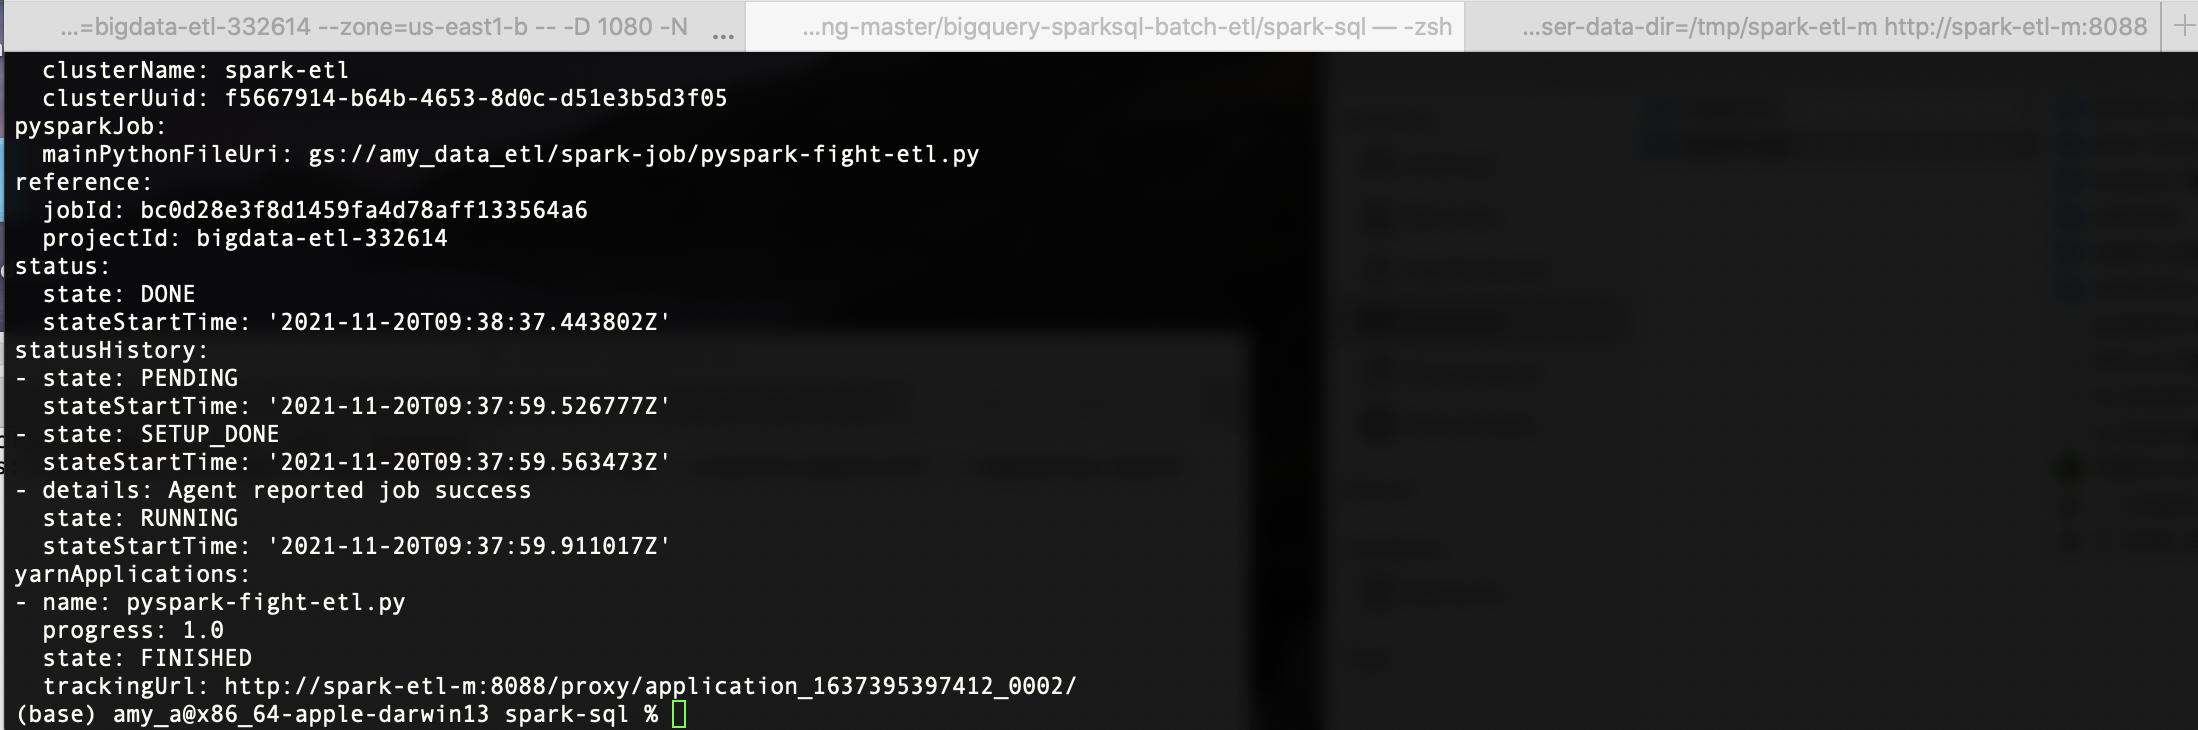 ...=bigdata-etl-332614 --zone=us-east1-b -- -D 1080 -N ...
...ng-master/bigquery-sparksql-batch-etl/spark-sql — -zsh
...ser-data-dir=/tmp/spark-etl-m http://spark-etl-m:8088
+
clusterName: spark-etl
clusterUuid: f5667914-b64b-4653-8d0c-d51e3b5d3f05
pysparkJob:
mainPythonFileUri: gs://amy_data_etl/spark-job/pyspark-fight-etl.py
reference:
jobId: bc0d28e3f8d1459fa4d78aff133564a6
projectId: bigdata-etl-332614
status:
state: DONE
stateStartTime: '2021-11-20T09:38:37.443802Z'
statusHistory:
- state: PENDING
stateStartTime: '2021-11-20T09:37:59.526777Z'
- state: SETUP_DONE
stateStartTime: '2021-11-20T09:37:59.563473Z'
- details: Agent reported job success
state: RUNNING
stateStartTime: '2021-11-20T09:37:59.911017Z'
yarnApplications:
- name: pyspark-fight-etl.py
progress: 1.0
state: FINISHED
trackingUrl: http://spark-etl-m:8088/proxy/application_1637395397412_0002/
(base) amy_a@x86_64-apple-darwin13 spark-sql %